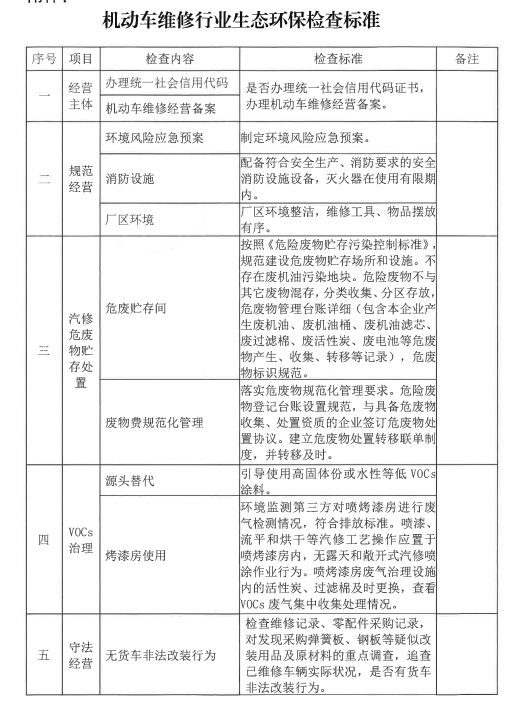 机动车维修行业生态环保检查标准
序号 项目 检查内容 检查标准 备注
一
经营
主体
办理统一社会信用代码
机动车维修经营备案
是否办理统一社会信用代码证书，
办理机动车维修经营备案。
二
规范
经营
环境风险应急预案
制定环境风险应急预案。
消防设施
配备符合安全生产、消防要求的安全
消防设施设备，灭火器在使用有限期
内。
厂区环境
厂区环境整洁，维修工具、物品摆放
有序。
三
汽修
危废
物贮
存处
置
危废贮存间
按照《危险废物贮存污染控制标准》，
规范建设危废物贮存场所和设施。不
存在废机油污染地块。危险废物不与
其它废物混存，分类收集、分区存放，
危废物管理台账详细（包含本企业产
生废机油、废机油桶、废机油滤芯、
废过滤棉、废活性炭、废电池等危废
物产生、收集、转移等记录），危废
物标识规范。
废物费规范化管理
落实危废物规范化管理要求。危险废
物登记台账设置规范，与具备危废物
收集、处置资质的企业签订危废物处
置协议。建立危废物处置转移联单制
度，并转移及时。
四
VOCs
治理
源头替代
引导使用高固体份或水性等低 VOCs
涂料。
烤漆房使用
环境监测第三方对喷烤漆房进行废
气检测情况，符合排放标准。喷漆、
流平和烘干等汽修工艺操作应置于
喷烤漆房内，无露天和敞开式汽修喷
涂作业行为。喷烤漆房废气治理设施
内的活性炭、过滤棉及时更换，查看
VOCs 废气集中收集处理情况。
五
守法
经营
无货车非法改装行为
检查维修记录、零配件采购记录，
对发现采购弹簧板、钢板等疑似改
装用品及原材料的重点调查，追查
已维修车辆实际状况，是否有货车
非法改装行为。